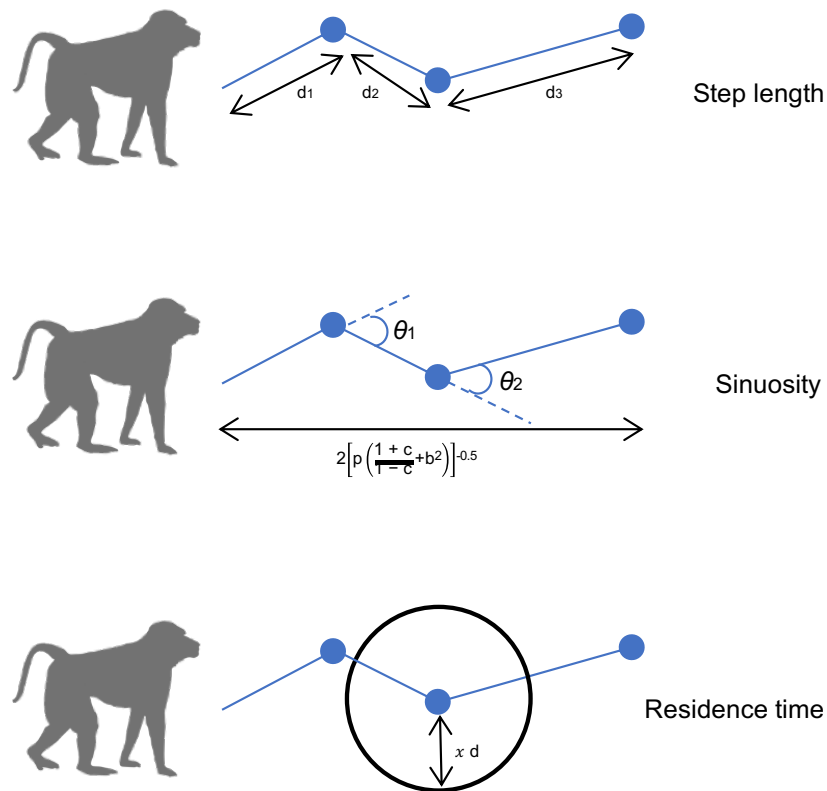 d1 d2 d3
Step length
θ1
θ2
Sinuosity
2[p(1 + c/1 − c+b²)]-0.5
Residence time
x d